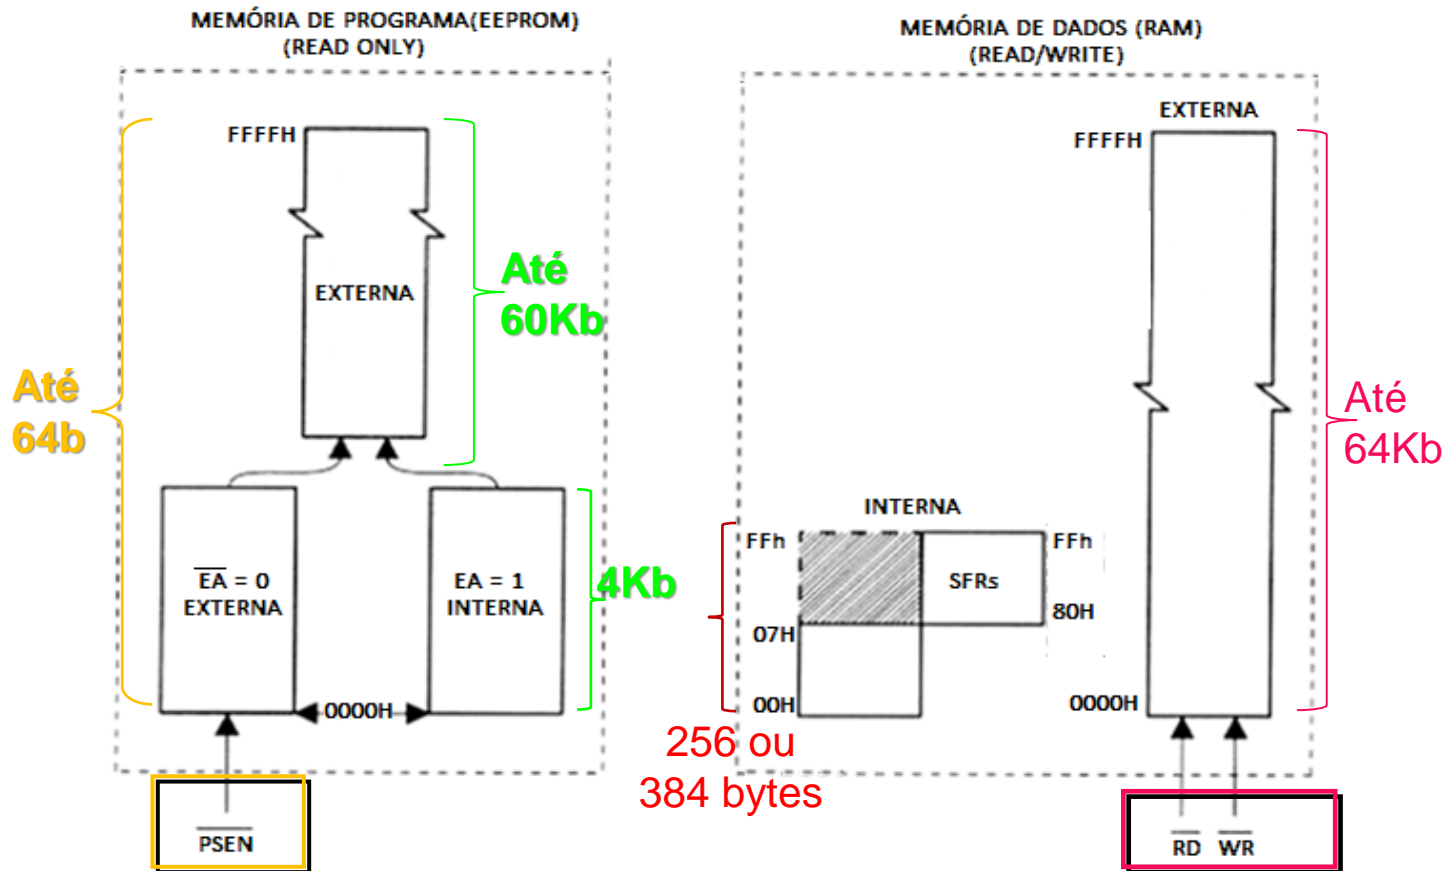 MEMÓRIA DE PROGRAMA(EEPROM)
(READ ONLY)
FFFFH
EXTERNA
Até
60Kb
Até
64b
EA = 0
EXTERNA
EA = 1
INTERNA
4Kb
0000H
PSEN
MEMÓRIA DE DADOS (RAM)
(READ/WRITE)
EXTERNA
FFFFH
Até
64Kb
INTERNA
FFh
FFh
SFRs
80H
07H
00H
0000H
256 ou
384 bytes
RD WR